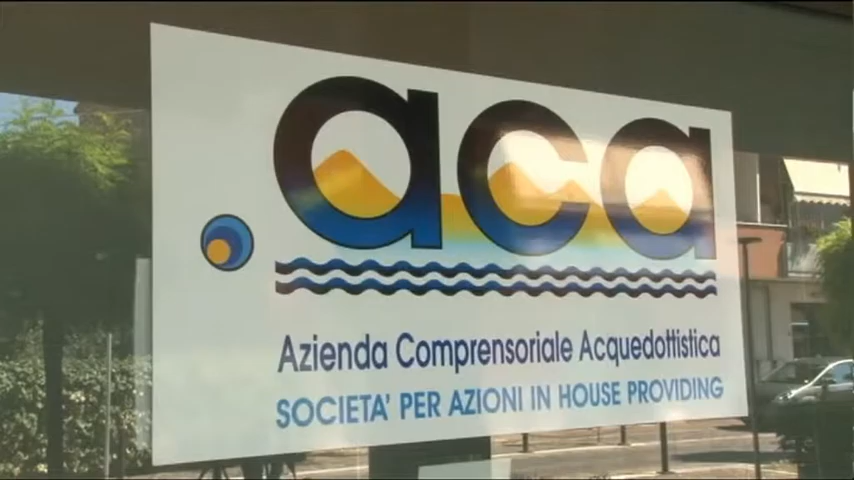 aca
Azienda Comprensoriale Acquedottistica
SOCIETA' PER AZIONI IN HOUSE PROVIDING